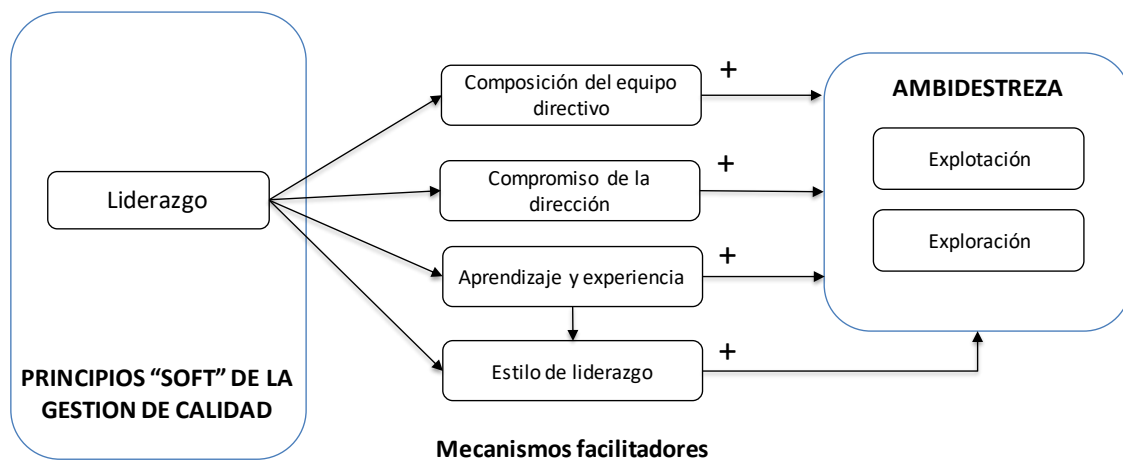 Liderazgo
PRINCIPIOS “SOFT” DE LA
GESTION DE CALIDAD
Composición del equipo
directivo
+
Compromiso de la
dirección
+
Aprendizaje y experiencia
+
Estilo de liderazgo
+
Mecanismos facilitadores
AMBIDESTREZA
Explotación
Exploración